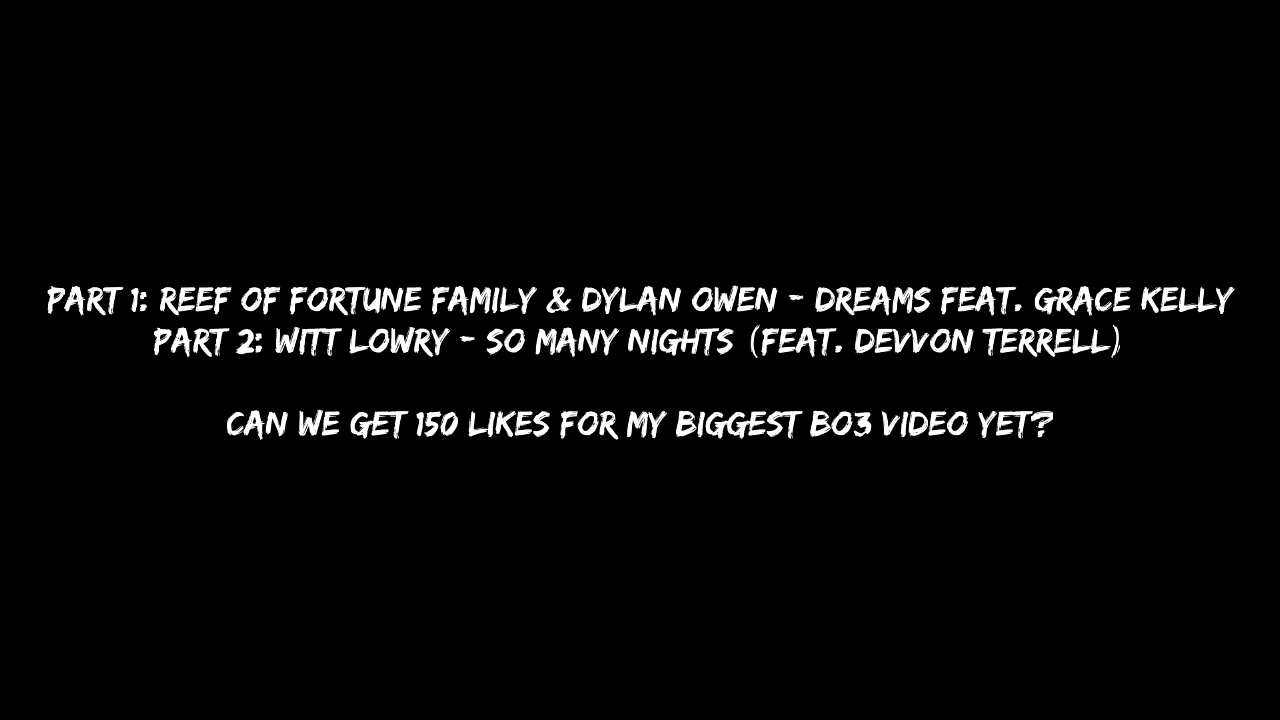 PART 1: REEF OF FORTUNE FAMILY & DYLAN OWEN - DREAMS FEAT. GRACE KELLY
PART 2: WITT LOWRY - SO MANY NIGHTS (FEAT. DEVVON TERRELL)
CAN WE GET 150 LIKES FOR MY BIGGEST BO3 VIDEO YET?